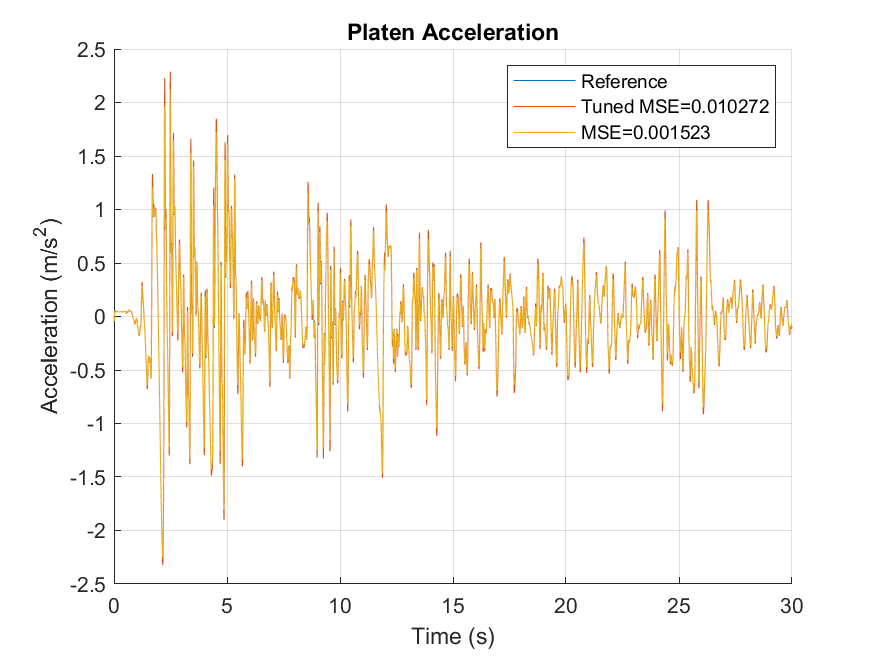 Platen Acceleration
2.5
2
1.5
1
0.5
0
-0.5
-1
-1.5
-2
-2.5
Acceleration (m/s²)
Reference
Tuned MSE=0.010272
MSE=0.001523
0 5 10 15 20 25 30
Time (s)